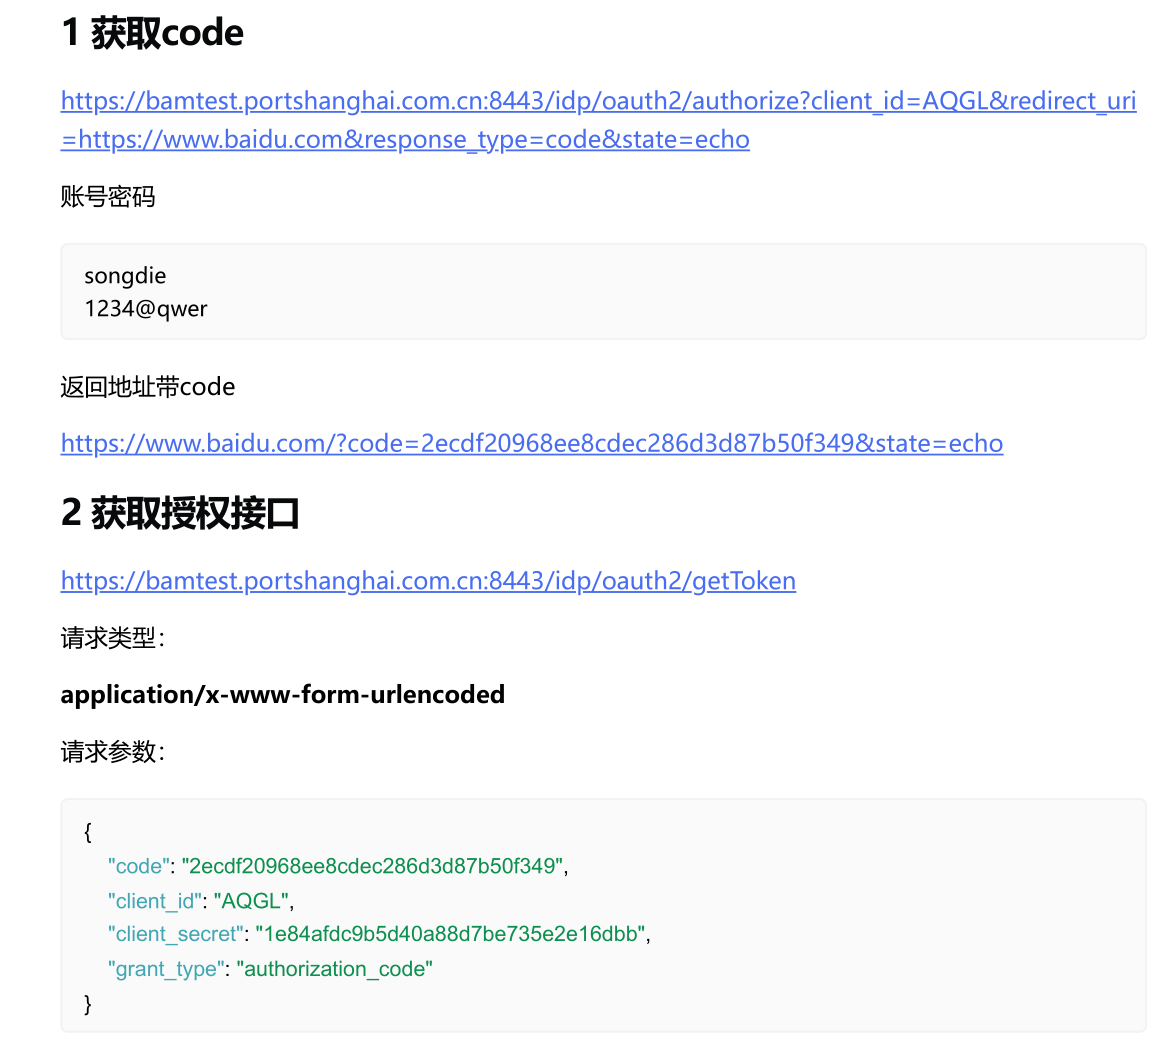 1 获取code
https://bamtest.portshanghai.com.cn:8443/idp/oauth2/authorize?client_id=AQGL&redirect_uri
=https://www.baidu.com&response_type=code&state=echo
账号密码
songdie
1234@qwer
返回地址带code
https://www.baidu.com/?code=2ecdf20968ee8cdec286d3d87b50f349&state=echo
2 获取授权接口
https://bamtest.portshanghai.com.cn:8443/idp/oauth2/getToken
请求类型：
application/x-www-form-urlencoded
请求参数：
{
"code": "2ecdf20968ee8cdec286d3d87b50f349",
"client_id": "AQGL",
"client_secret": "1e84afdc9b5d40a88d7be735e2e16dbb",
"grant_type": "authorization_code"
}